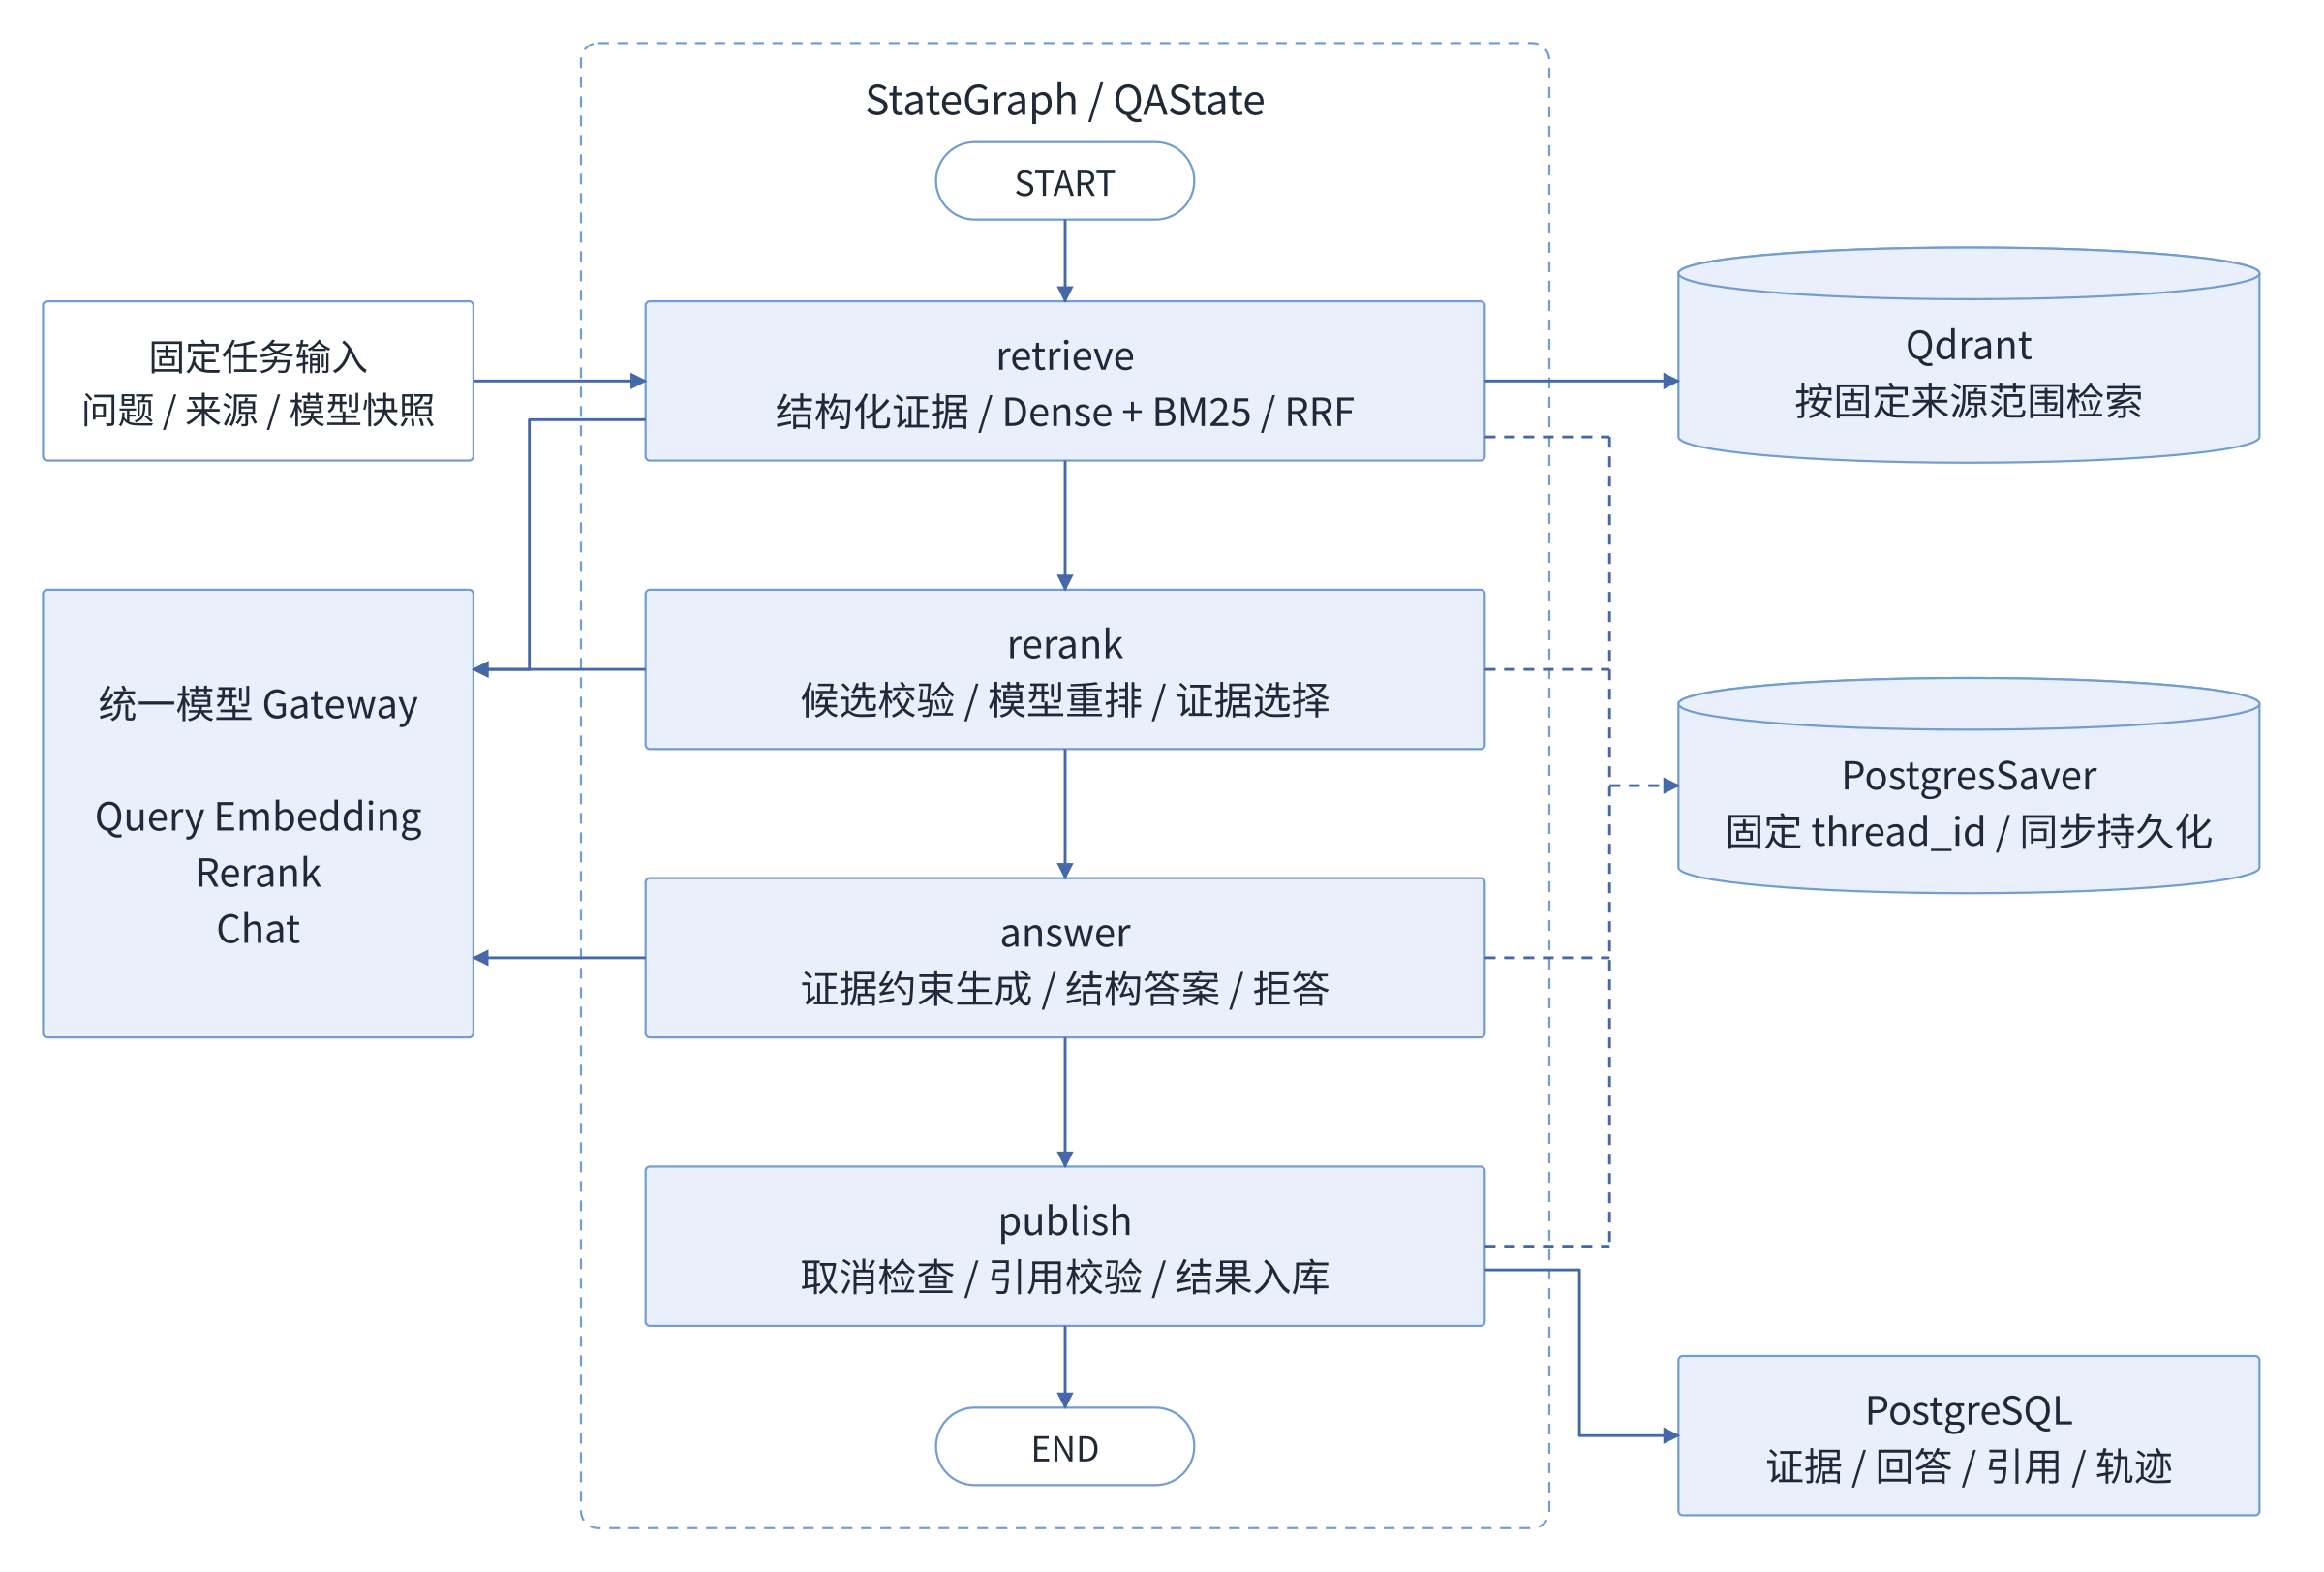 StateGraph / QAState
START
固定任务输入
问题 / 来源 / 模型快照
retrieve
结构化证据 / Dense + BM25 / RRF
Qdrant
按固定来源范围检索
统一模型 Gateway
Query Embedding
Rerank
Chat
rerank
候选校验 / 模型重排 / 证据选择
PostgresSaver
固定 thread_id / 同步持久化
answer
证据约束生成 / 结构答案 / 拒答
publish
取消检查 / 引用校验 / 结果入库
PostgreSQL
证据 / 回答 / 引用 / 轨迹
END